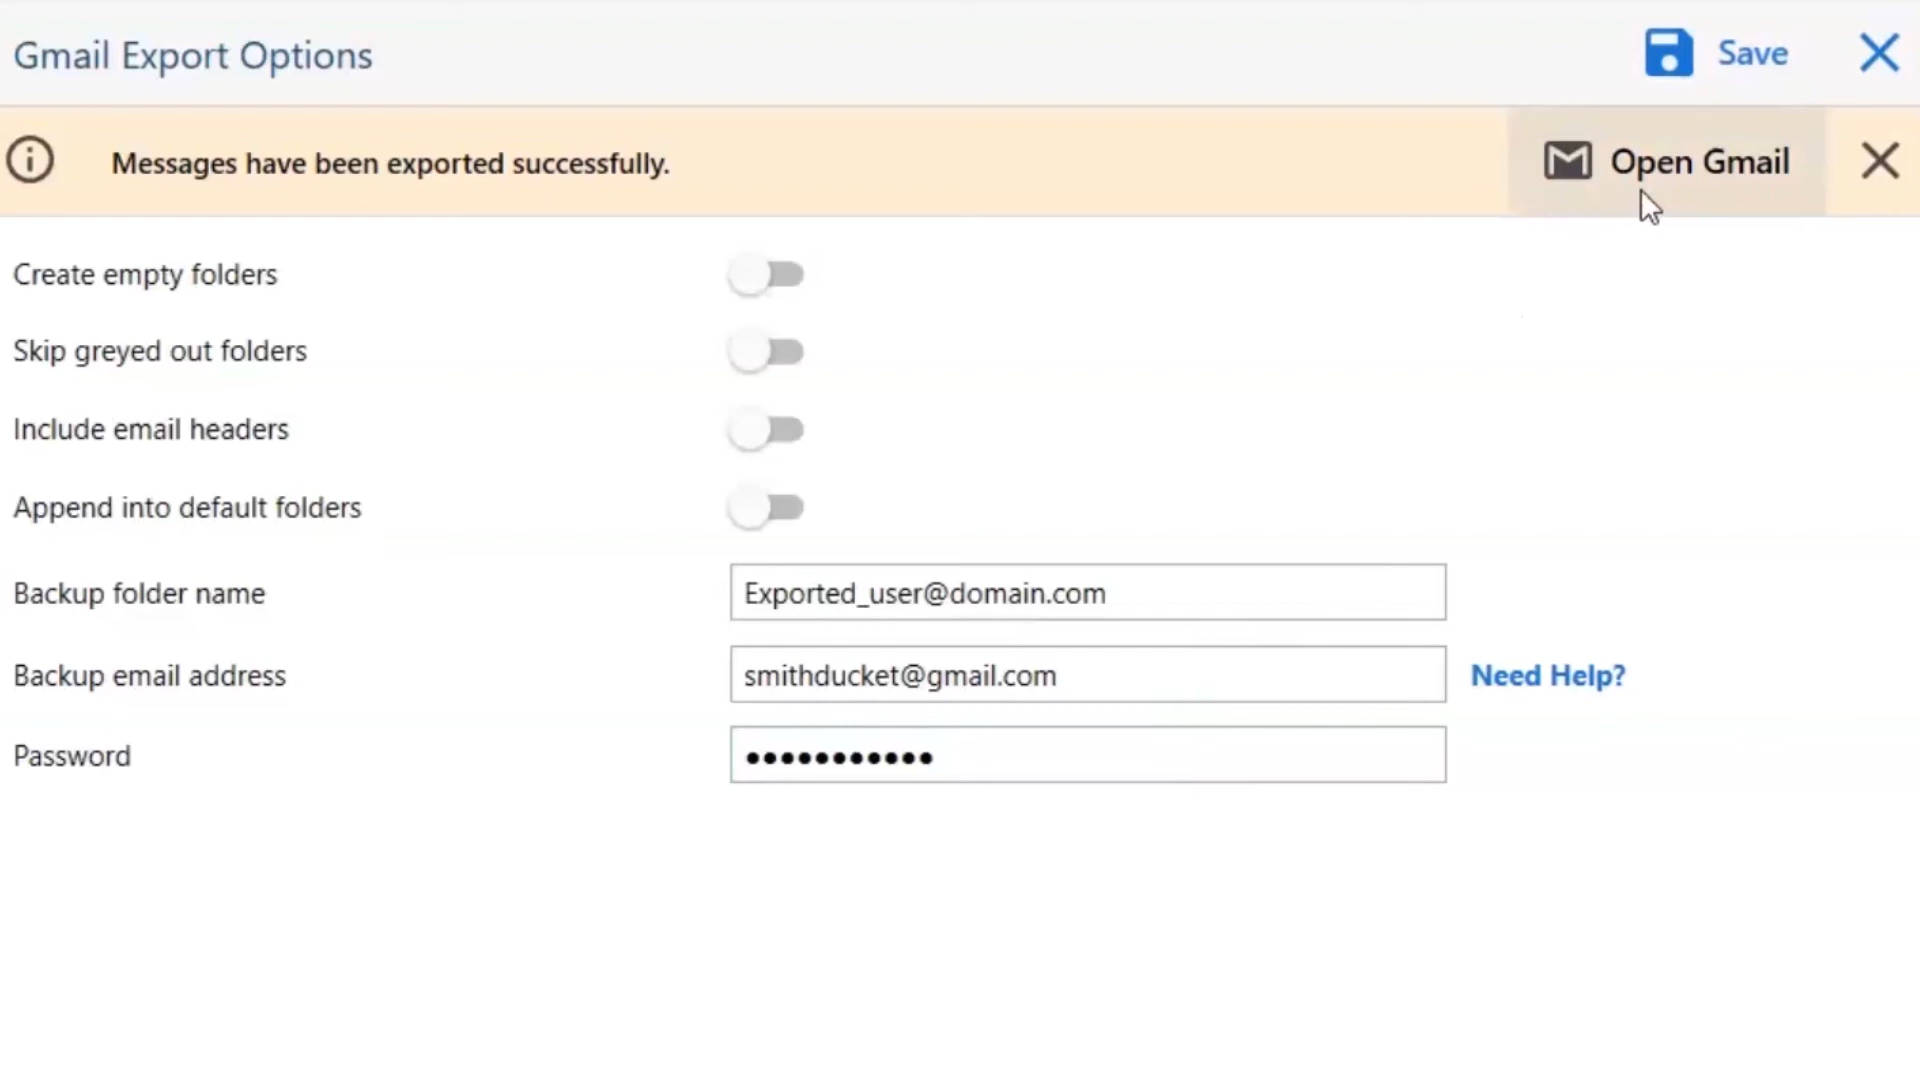 Gmail Export Options
Save
Messages have been exported successfully.
Open Gmail
Create empty folders
Skip greyed out folders
Include email headers
Append into default folders
Backup folder name
Exported_user@domain.com
Backup email address
smithducket@gmail.com
Need Help?
Password
•••••••••••